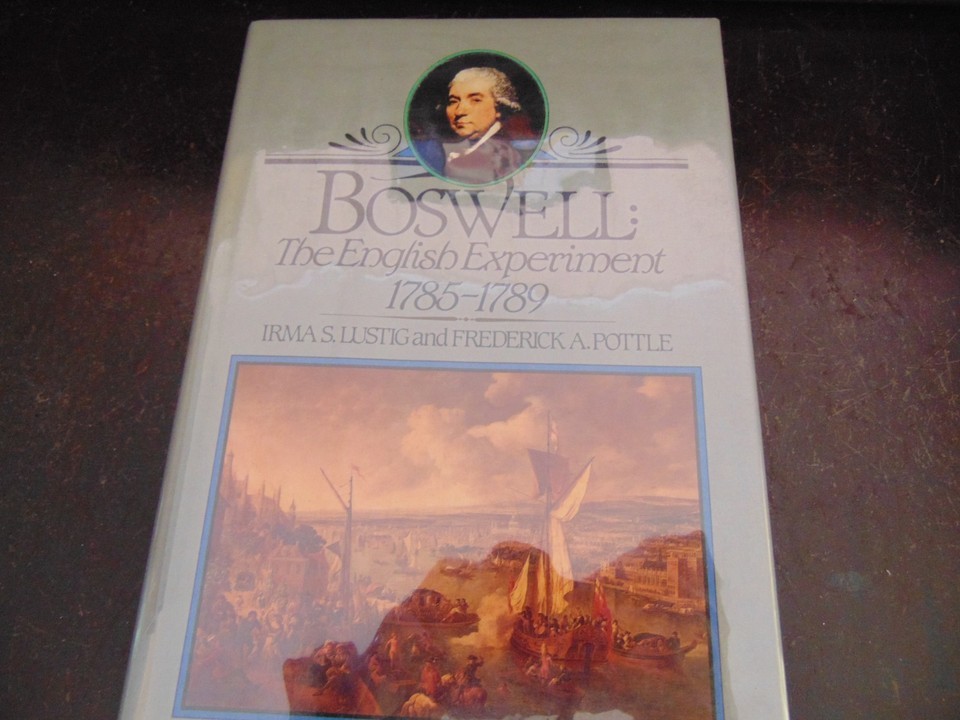 BOSWELL:
The English Experiment
1785–1789
IRMA S. LUSTIG and FREDERICK A. POTTLE